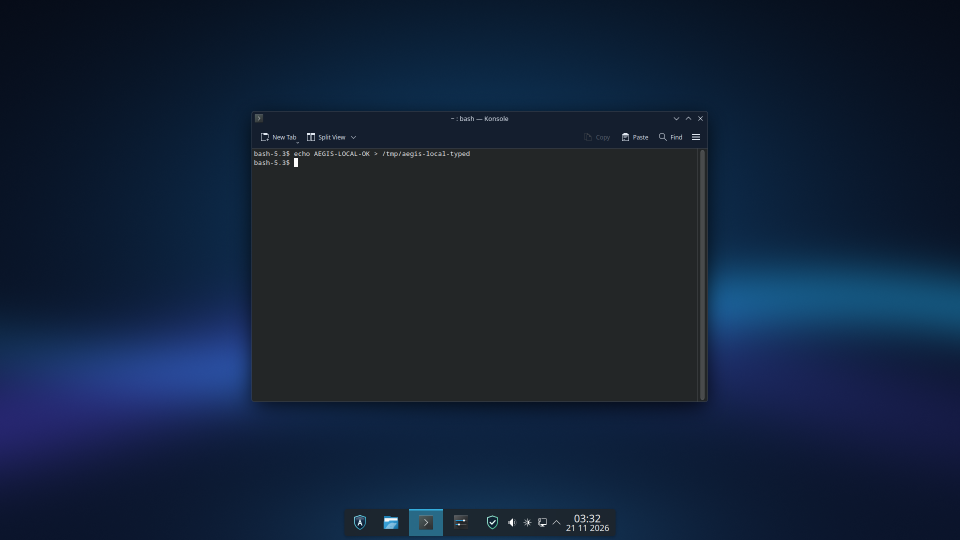 ~ : bash — Konsole
New Tab
Split View
Copy
Paste
Find
bash-5.3$ echo AEGIS-LOCAL-OK > /tmp/aegis-local-typed
bash-5.3$
03:32
21 11 2026